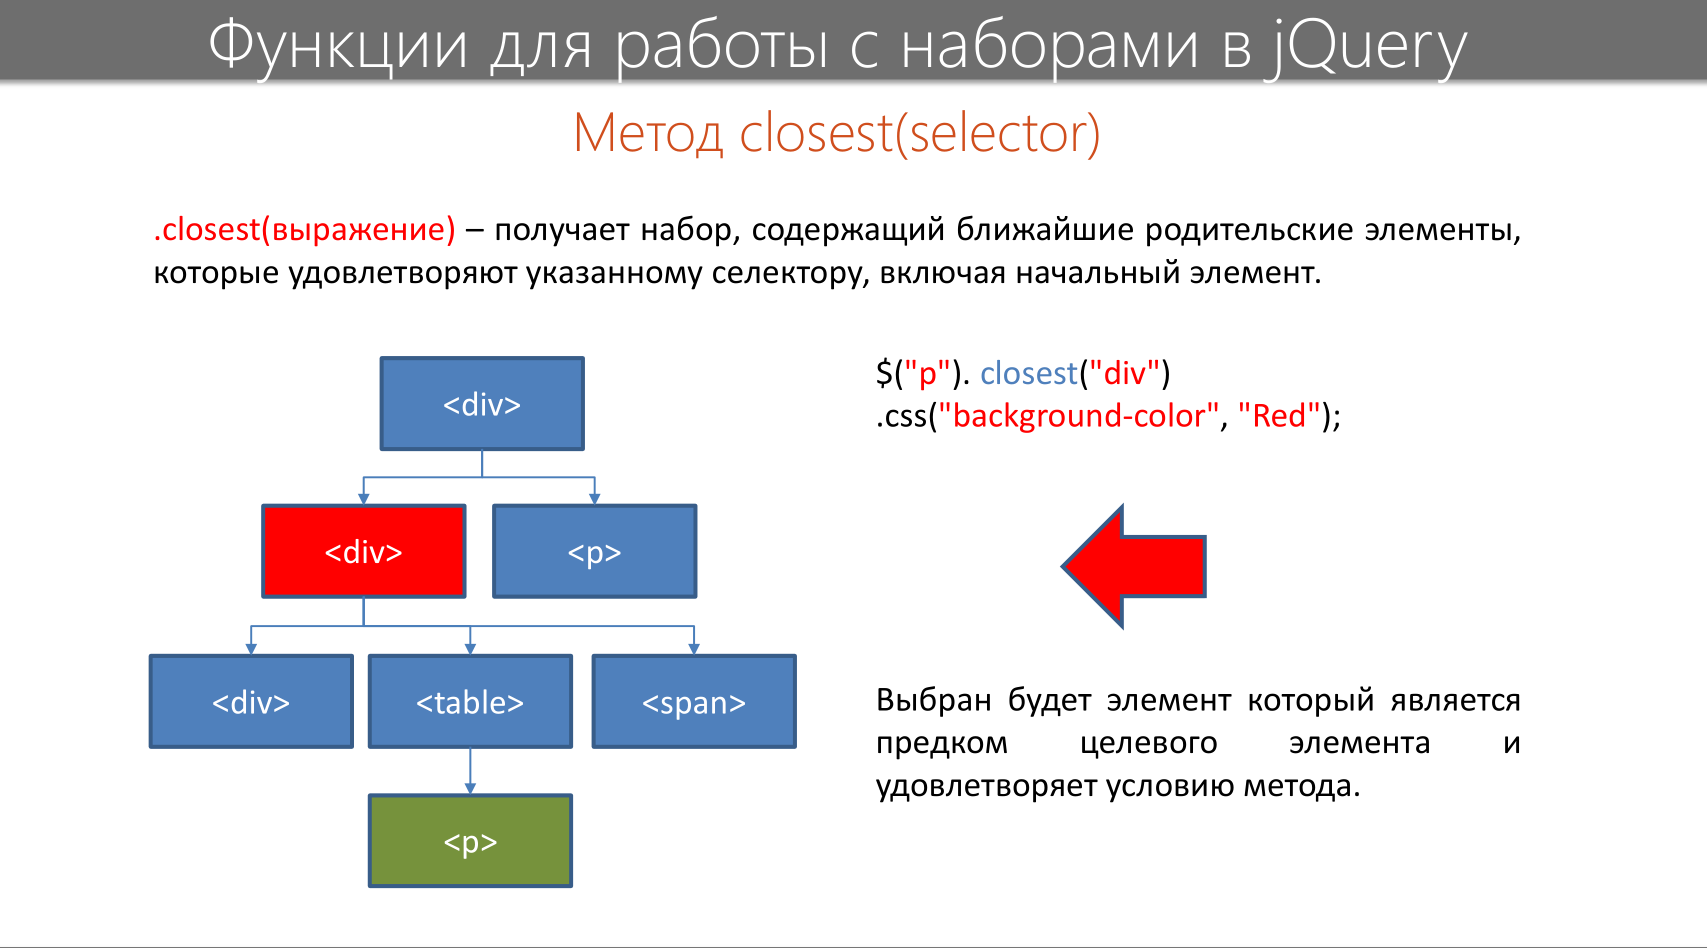 Функции для работы с наборами в jQuery
Метод closest(selector)
.closest(выражение) – получает набор, содержащий ближайшие родительские элементы,
которые удовлетворяют указанному селектору, включая начальный элемент.
$("p"). closest("div")
.css("background-color", "Red");
<div>
<div>
<p>
<div>
<table>
<span>
<p>
Выбран будет элемент который является
предком целевого элемента и
удовлетворяет условию метода.